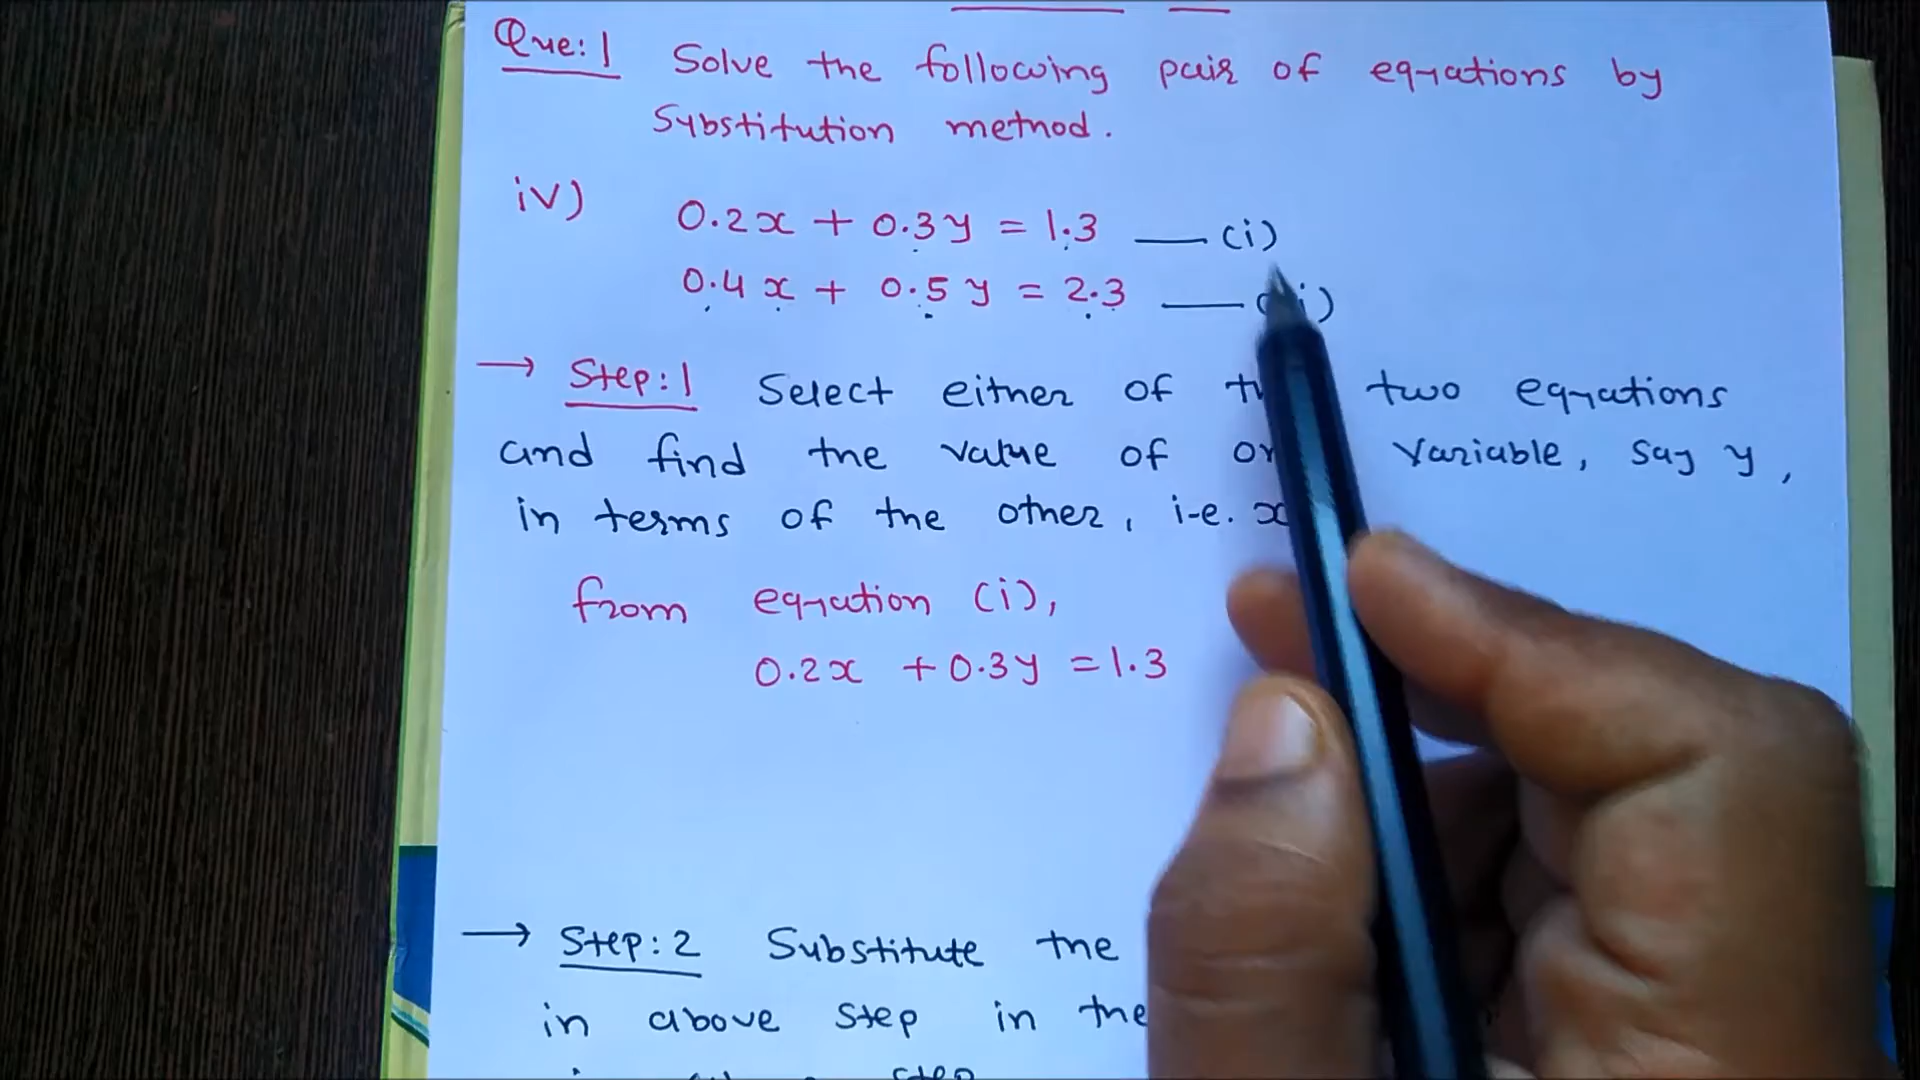 Que: 1 Solve the following pair of equations by
Substitution method.
iv) 0.2x + 0.3y = 1.3 —— (i)
0.4x + 0.5y = 2.3 ——
→ Step: 1 Select either of two equations
and find the value of variable, say y,
in terms of the other, i.e. x
from equation (i),
0.2x + 0.3y = 1.3
→ Step: 2 Substitute the
in above step in the
step